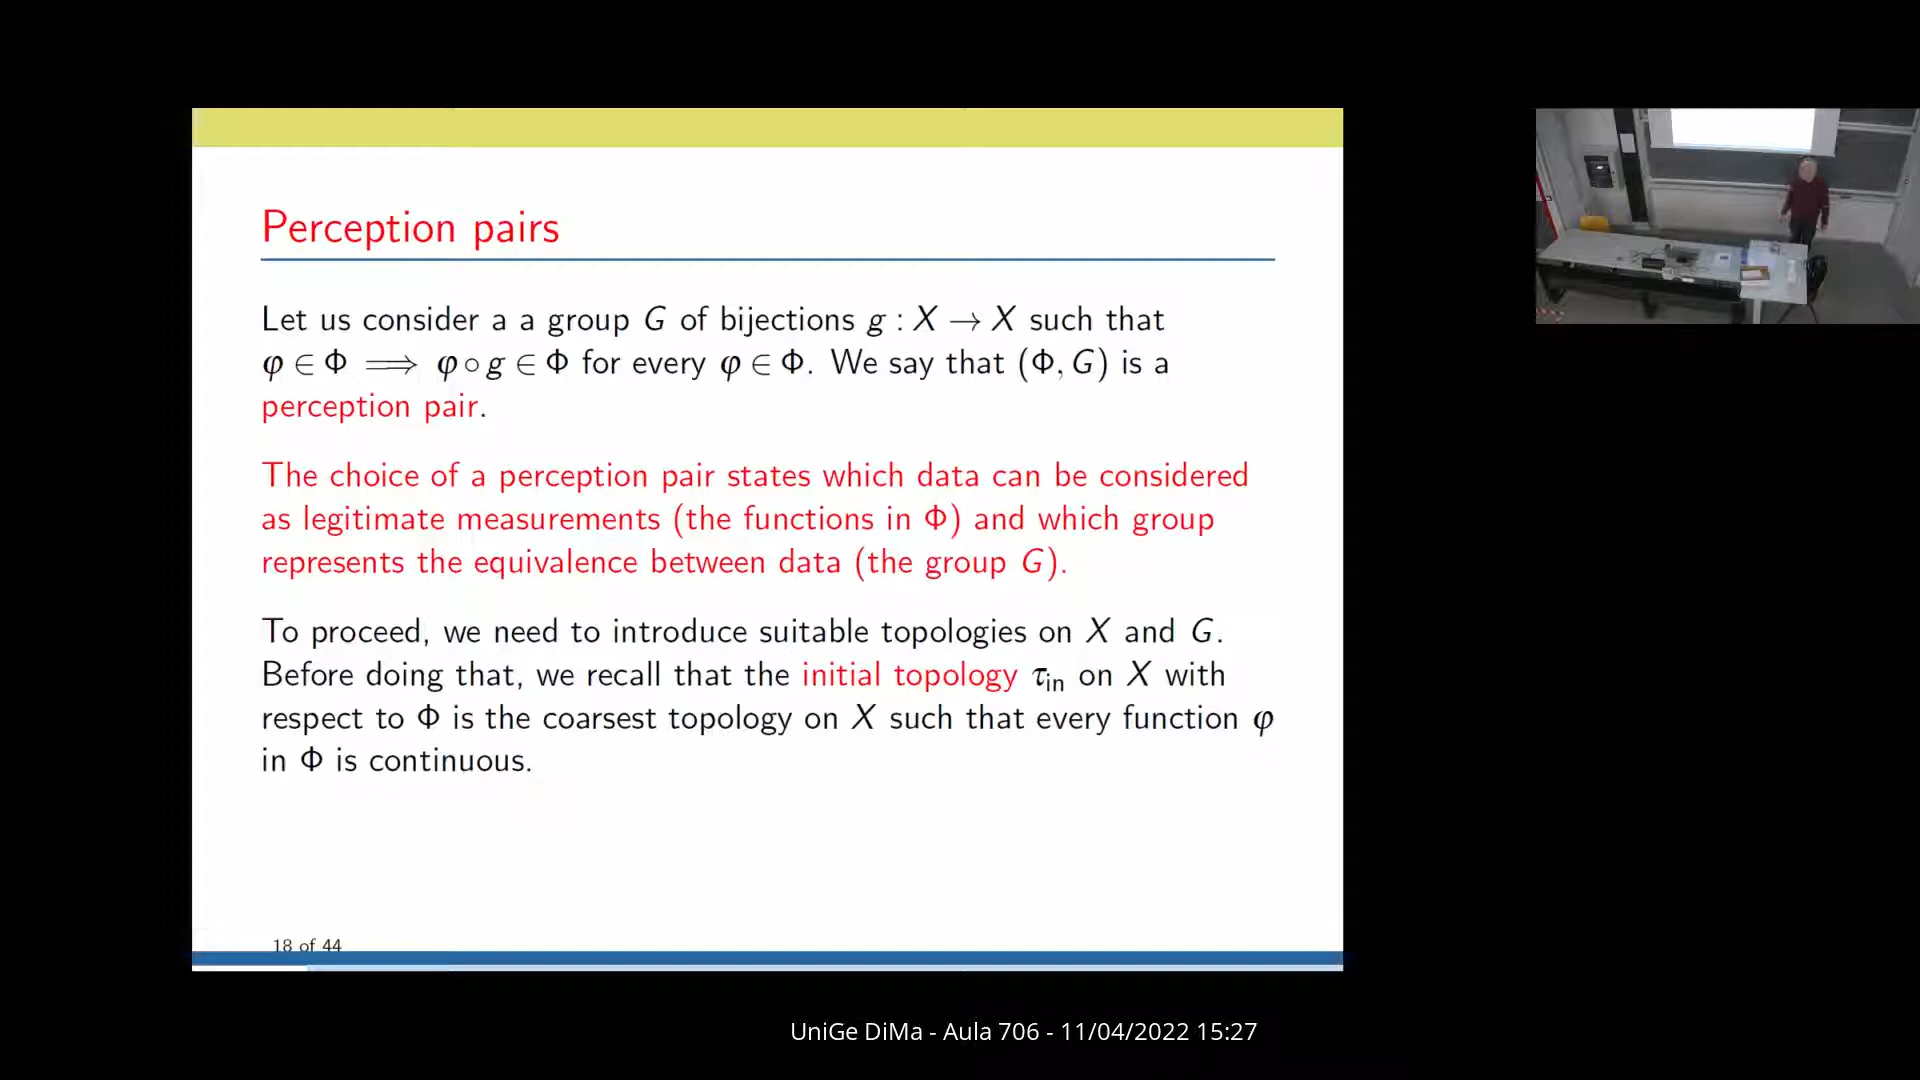 Perception pairs
Let us consider a a group G of bijections g : X → X such that
φ ∈ Φ ⟹ φ ∘ g ∈ Φ for every φ ∈ Φ. We say that (Φ, G) is a
perception pair.
The choice of a perception pair states which data can be considered
as legitimate measurements (the functions in Φ) and which group
represents the equivalence between data (the group G).
To proceed, we need to introduce suitable topologies on X and G.
Before doing that, we recall that the initial topology τin on X with
respect to Φ is the coarsest topology on X such that every function φ
in Φ is continuous.
18 of 44
UniGe DiMa - Aula 706 - 11/04/2022 15:27